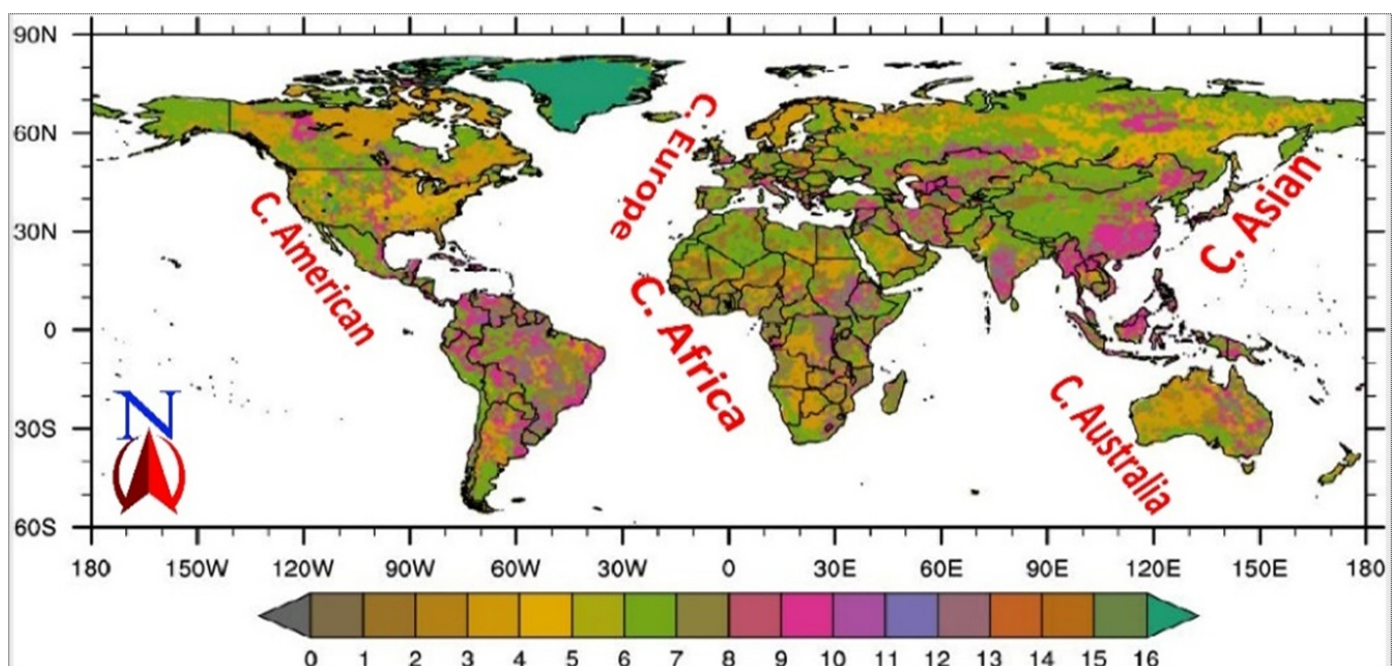 90N
60N
30N
0
30S
60S
C. Europe
C. Asian
C. American
C. Africa
C. Australia
N
180 150W 120W 90W 60W 30W 0 30E 60E 90E 120E 150E 180
0 1 2 3 4 5 6 7 8 9 10 11 12 13 14 15 16